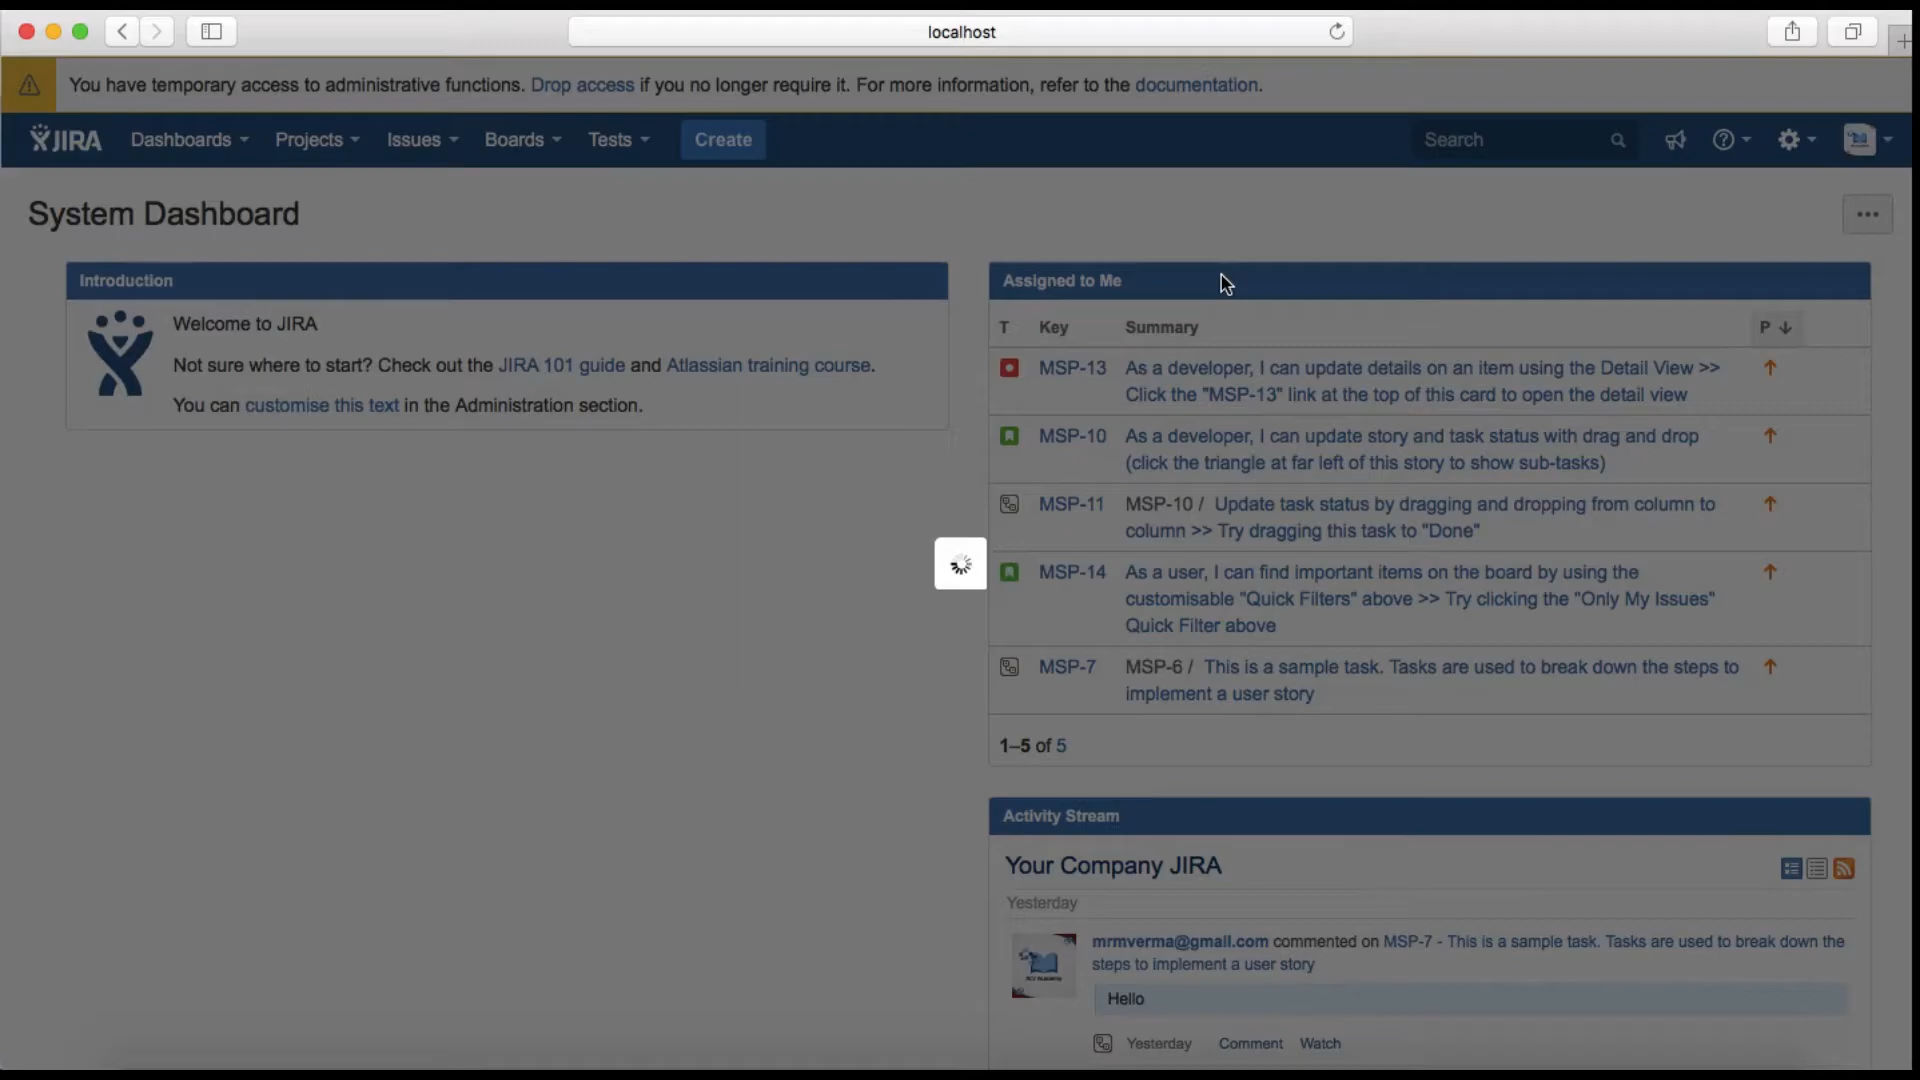 localhost
You have temporary access to administrative functions. Drop access if you no longer require it. For more information, refer to the documentation.
JIRA Dashboards Projects Issues Boards Tests Create Search
System Dashboard
Introduction
Welcome to JIRA
Not sure where to start? Check out the JIRA 101 guide and Atlassian training course.
You can customise this text in the Administration section.
Assigned to Me
T Key Summary P
MSP-13 As a developer, I can update details on an item using the Detail View >>
Click the "MSP-13" link at the top of this card to open the detail view
MSP-10 As a developer, I can update story and task status with drag and drop
(click the triangle at far left of this story to show sub-tasks)
MSP-11 MSP-10 / Update task status by dragging and dropping from column to
column >> Try dragging this task to "Done"
MSP-14 As a user, I can find important items on the board by using the
customisable "Quick Filters" above >> Try clicking the "Only My Issues"
Quick Filter above
MSP-7 MSP-6 / This is a sample task. Tasks are used to break down the steps to
implement a user story
1–5 of 5
Activity Stream
Your Company JIRA
Yesterday
mrmverma@gmail.com commented on MSP-7 - This is a sample task. Tasks are used to break down the
steps to implement a user story
Hello
Yesterday Comment Watch